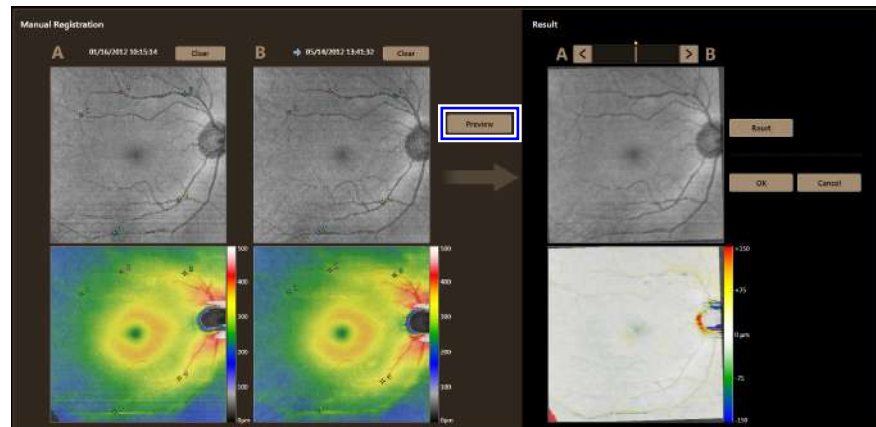 Manual Registration
A 01/16/2012 10:15:14 Clear
B 05/14/2012 13:41:32 Clear
Preview
500
400
300
200
100
0μm
500
400
300
200
100
0μm
Result
A < > B
Reset
OK Cancel
+150
+75
0 μm
-75
-150